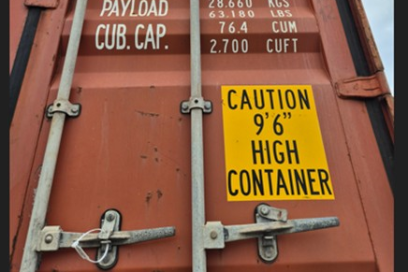 PAYLOAD 28.660 KGS
63.180 LBS
CUB. CAP. 76.4 CUM
2.700 CUFT
CAUTION
9'6"
HIGH
CONTAINER